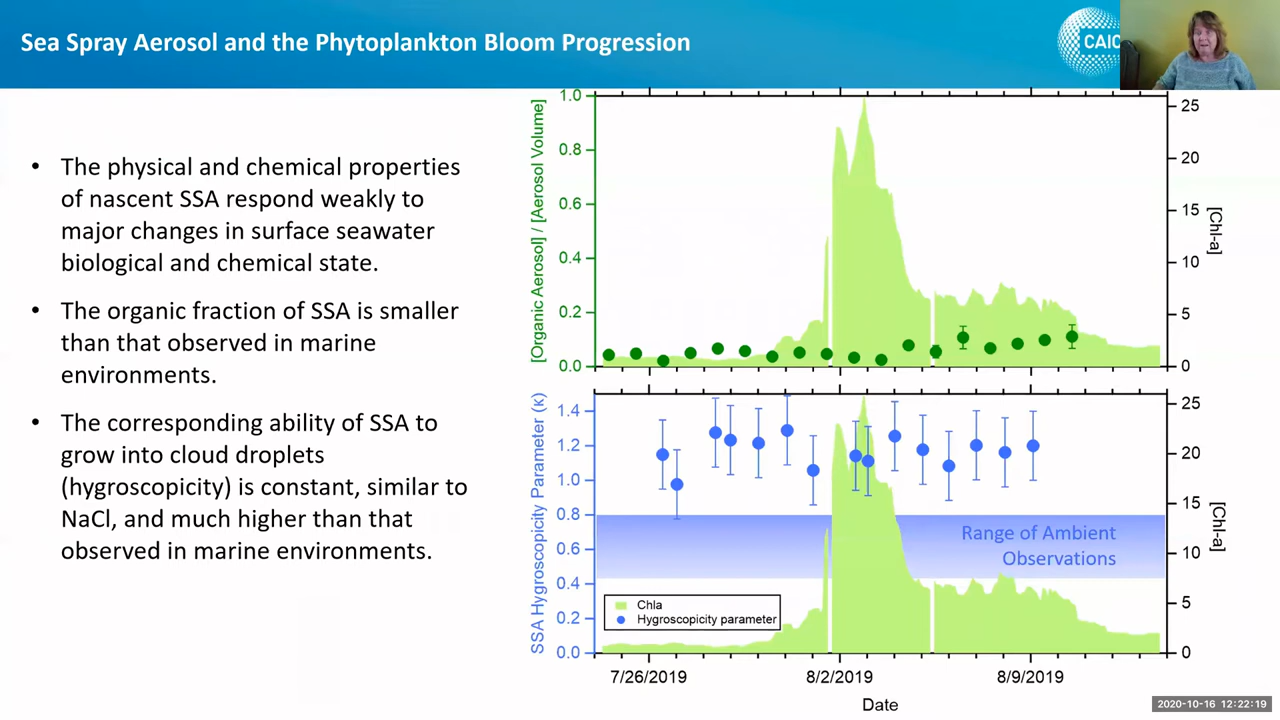 Sea Spray Aerosol and the Phytoplankton Bloom Progression
CAIC
• The physical and chemical properties
of nascent SSA respond weakly to
major changes in surface seawater
biological and chemical state.
• The organic fraction of SSA is smaller
than that observed in marine
environments.
• The corresponding ability of SSA to
grow into cloud droplets
(hygroscopicity) is constant, similar to
NaCl, and much higher than that
observed in marine environments.
[Organic Aerosol] / [Aerosol Volume]
1.0
0.8
0.6
0.4
0.2
0.0
25
20
15
10
5
0
[Chl-a]
SSA Hygroscopicity Parameter (κ)
1.4
1.2
1.0
0.8
0.6
0.4
0.2
0.0
Range of Ambient
Observations
Chla
Hygroscopicity parameter
25
20
15
10
5
0
[Chl-a]
7/26/2019
8/2/2019
8/9/2019
Date
2020-10-16 12:22:19